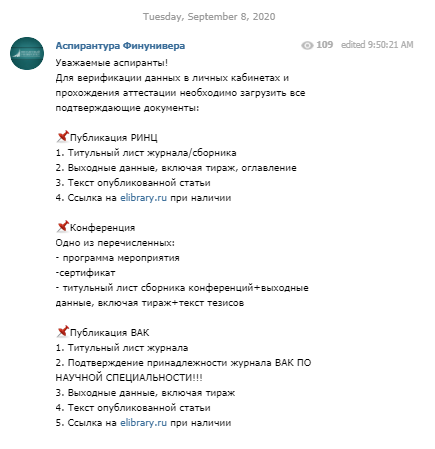 Tuesday, September 8, 2020
Аспирантура Финунивера
109 edited 9:50:21 AM
Уважаемые аспиранты!
Для верификации данных в личных кабинетах и
прохождения аттестации необходимо загрузить все
подтверждающие документы:
Публикация РИНЦ
1. Титульный лист журнала/сборника
2. Выходные данные, включая тираж, оглавление
3. Текст опубликованной статьи
4. Ссылка на elibrary.ru при наличии
Конференция
Одно из перечисленных:
- программа мероприятия
-сертификат
- титульный лист сборника конференций+выходные
данные, включая тираж+текст тезисов
Публикация ВАК
1. Титульный лист журнала
2. Подтверждение принадлежности журнала ВАК ПО
НАУЧНОЙ СПЕЦИАЛЬНОСТИ!!!
3. Выходные данные, включая тираж
4. Текст опубликованной статьи
5. Ссылка на elibrary.ru при наличии